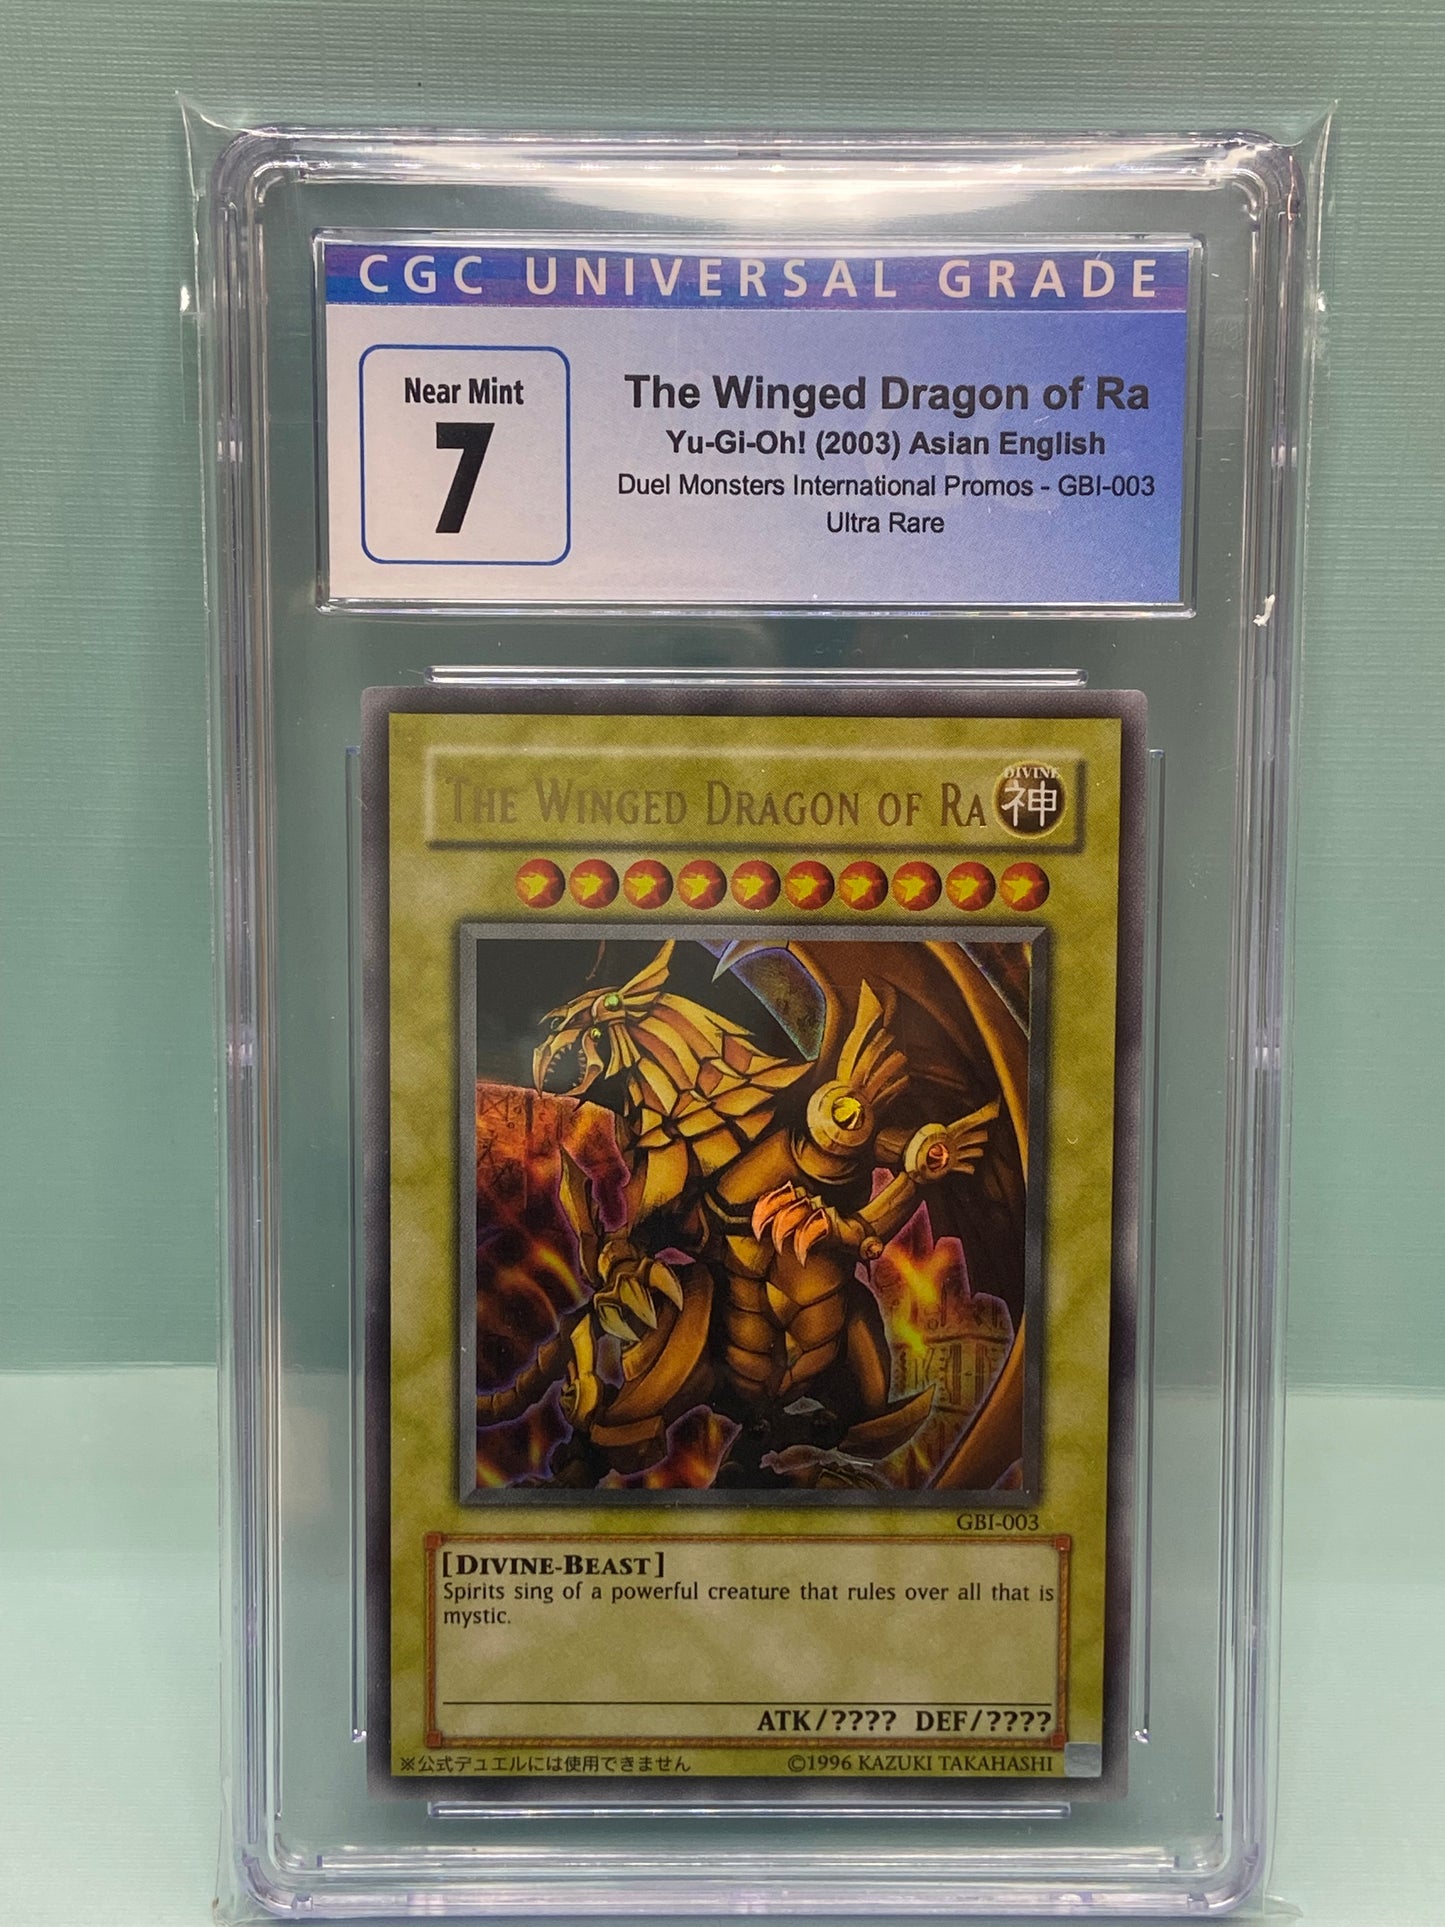 CGC UNIVERSAL GRADE
Near Mint
7
The Winged Dragon of Ra
Yu-Gi-Oh! (2003) Asian English
Duel Monsters International Promos - GBI-003
Ultra Rare
THE WINGED DRAGON OF RA
DIVINE
神
GBI-003
[DIVINE-BEAST]
Spirits sing of a powerful creature that rules over all that is
mystic.
ATK/???? DEF/????
※公式デュエルには使用できません ©1996 KAZUKI TAKAHASHI